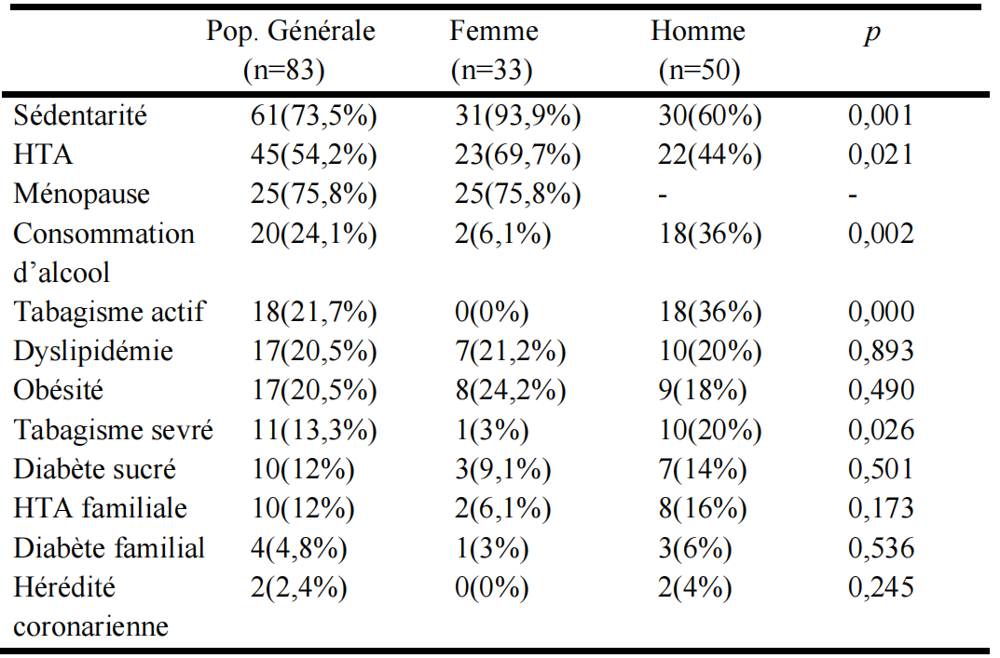 Pop. Générale Femme Homme p
(n=83) (n=33) (n=50)
Sédentarité 61(73,5%) 31(93,9%) 30(60%) 0,001
HTA 45(54,2%) 23(69,7%) 22(44%) 0,021
Ménopause 25(75,8%) 25(75,8%) - -
Consommation 20(24,1%) 2(6,1%) 18(36%) 0,002
d’alcool
Tabagisme actif 18(21,7%) 0(0%) 18(36%) 0,000
Dyslipidémie 17(20,5%) 7(21,2%) 10(20%) 0,893
Obésité 17(20,5%) 8(24,2%) 9(18%) 0,490
Tabagisme sevré 11(13,3%) 1(3%) 10(20%) 0,026
Diabète sucré 10(12%) 3(9,1%) 7(14%) 0,501
HTA familiale 10(12%) 2(6,1%) 8(16%) 0,173
Diabète familial 4(4,8%) 1(3%) 3(6%) 0,536
Hérédité 2(2,4%) 0(0%) 2(4%) 0,245
coronarienne